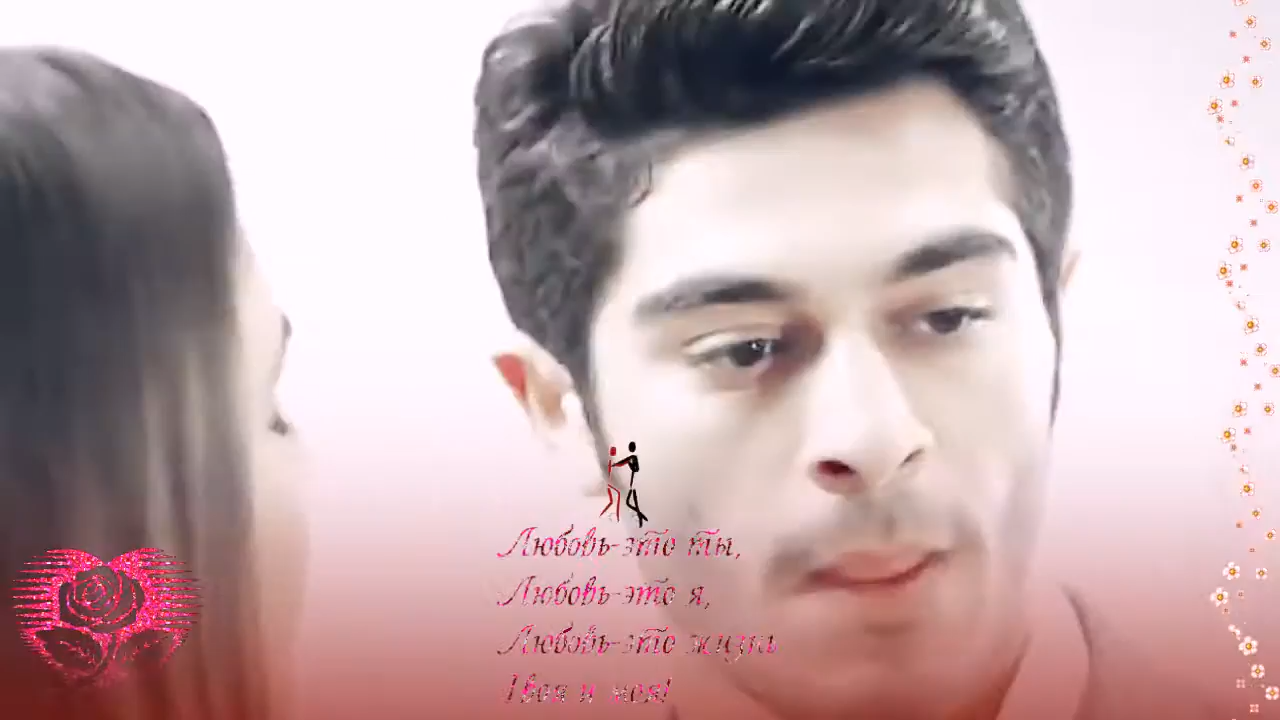 Любовь-это ты,
Любовь-это я,
Любовь-это жизнь
Твоя и моя!